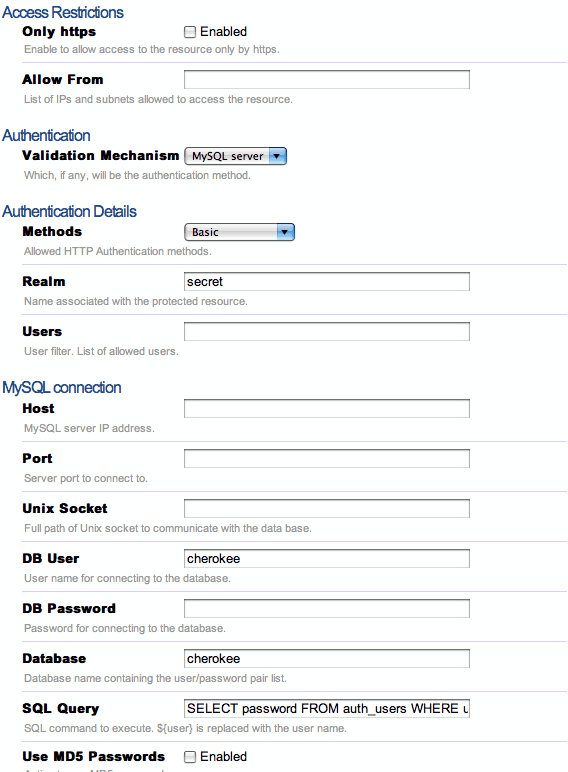 Access Restrictions
Only https Enabled
Enable to allow access to the resource only by https.
Allow From
List of IPs and subnets allowed to access the resource.
Authentication
Validation Mechanism MySQL server
Which, if any, will be the authentication method.
Authentication Details
Methods Basic
Allowed HTTP Authentication methods.
Realm secret
Name associated with the protected resource.
Users
User filter. List of allowed users.
MySQL connection
Host
MySQL server IP address.
Port
Server port to connect to.
Unix Socket
Full path of Unix socket to communicate with the data base.
DB User cherokee
User name for connecting to the database.
DB Password
Password for connecting to the database.
Database cherokee
Database name containing the user/password pair list.
SQL Query SELECT password FROM auth_users WHERE u
SQL command to execute. ${user} is replaced with the user name.
Use MD5 Passwords Enabled